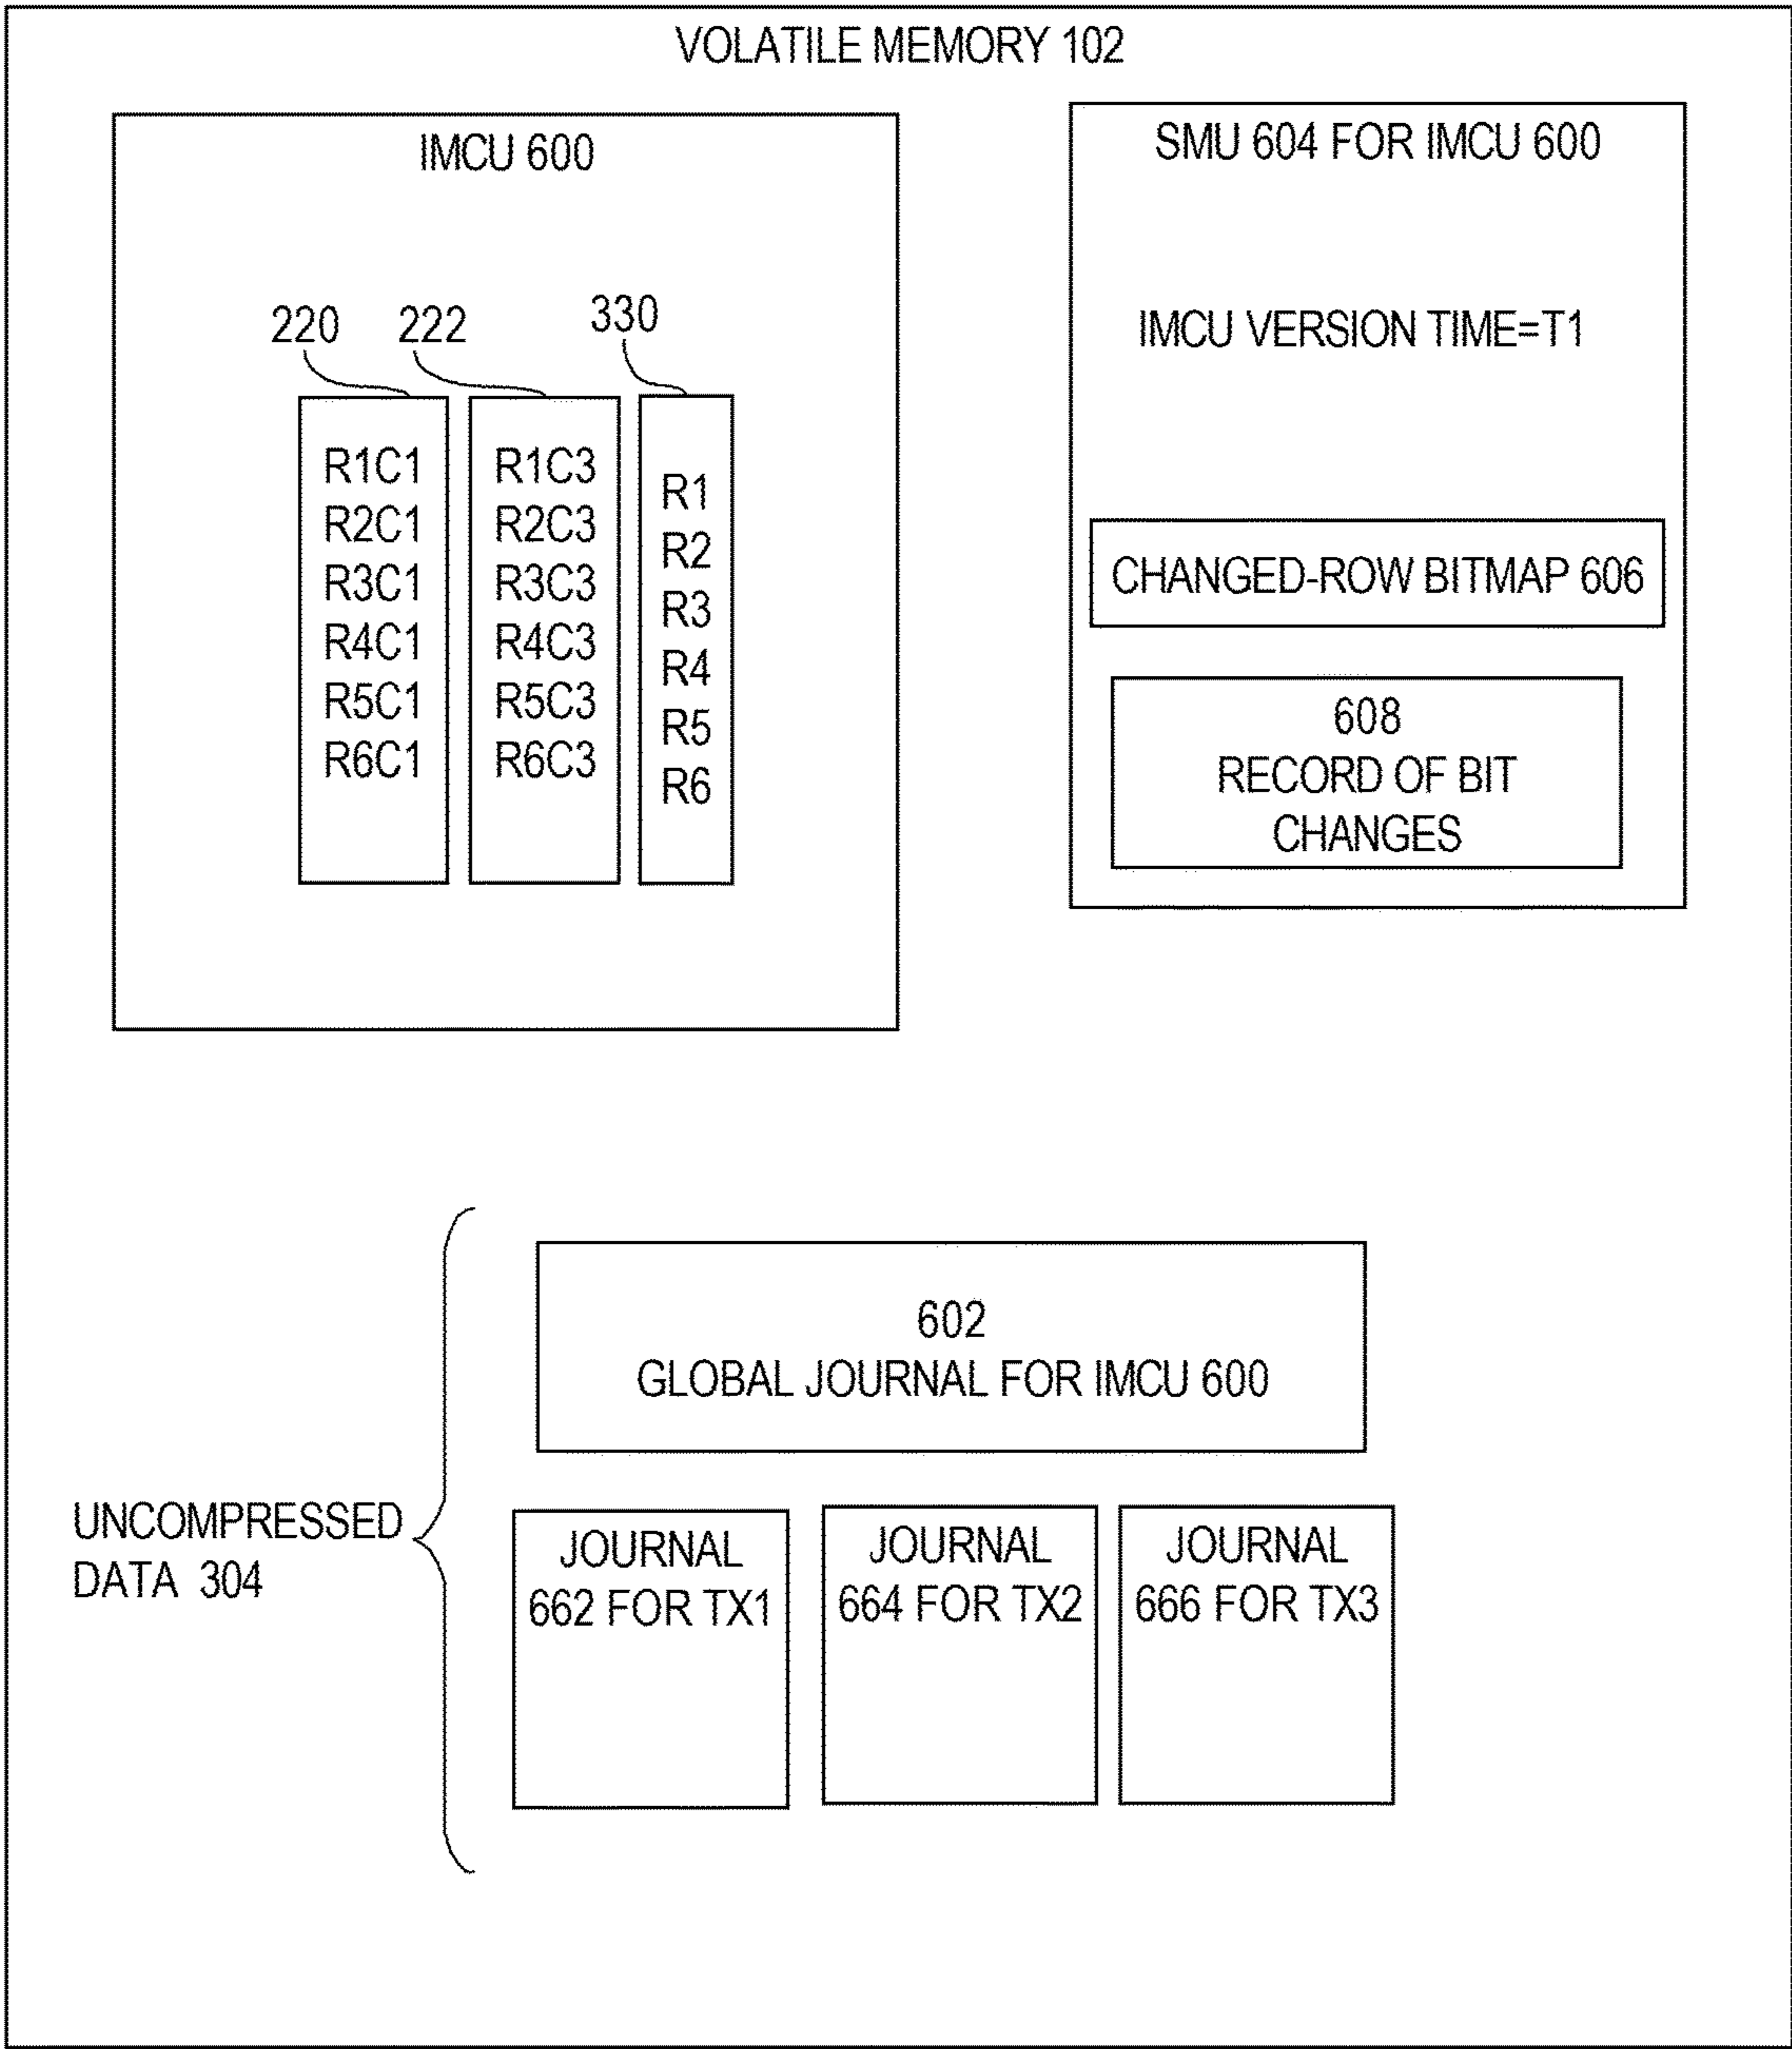 VOLATILE MEMORY 102
IMCU 600
220
222
330
R1C1
R2C1
R3C1
R4C1
R5C1
R6C1
R1C3
R2C3
R3C3
R4C3
R5C3
R6C3
R1
R2
R3
R4
R5
R6
SMU 604 FOR IMCU 600
IMCU VERSION TIME=T1
CHANGED-ROW BITMAP 606
608
RECORD OF BIT
CHANGES
UNCOMPRESSED
DATA 304
602
GLOBAL JOURNAL FOR IMCU 600
JOURNAL
662 FOR TX1
JOURNAL
664 FOR TX2
JOURNAL
666 FOR TX3